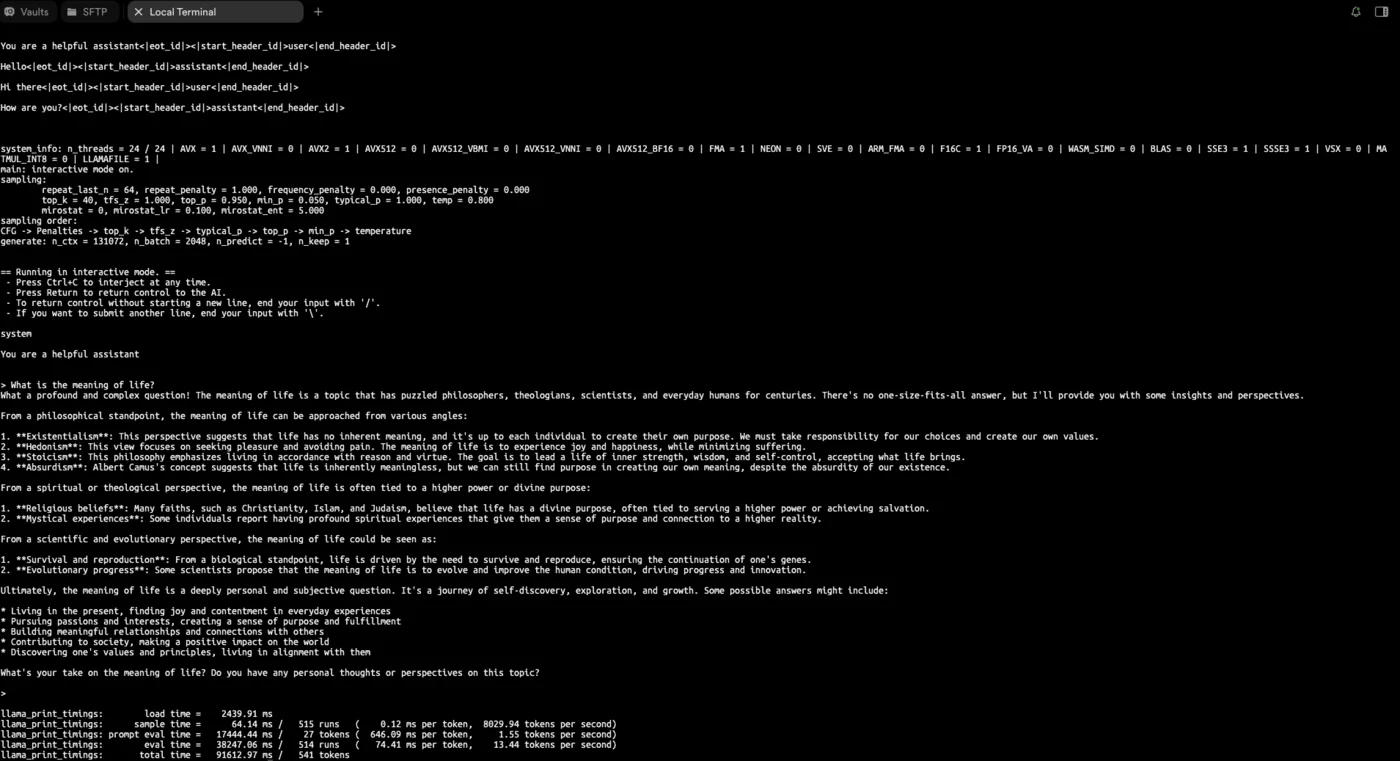 Vaults SFTP Local Terminal
You are a helpful assistant<|eot_id|><|start_header_id|>user<|end_header_id|>
Hello<|eot_id|><|start_header_id|>assistant<|end_header_id|>
Hi there<|eot_id|><|start_header_id|>user<|end_header_id|>
How are you?<|eot_id|><|start_header_id|>assistant<|end_header_id|>
system_info: n_threads = 24 / 24 | AVX = 1 | AVX_VNNI = 0 | AVX2 = 1 | AVX512 = 0 | AVX512_VBMI = 0 | AVX512_VNNI = 0 | AVX512_BF16 = 0 | FMA = 1 | NEON = 0 | SVE = 0 | ARM_FMA = 0 | F16C = 1 | FP16_VA = 0 | WASM_SIMD = 0 | BLAS = 0 | SSE3 = 1 | SSSE3 = 1 | VSX = 0 | MA
TMUL_INT8 = 0 | LLAMAFILE = 1 |
main: interactive mode on.
sampling:
repeat_last_n = 64, repeat_penalty = 1.000, frequency_penalty = 0.000, presence_penalty = 0.000
top_k = 40, tfs_z = 1.000, top_p = 0.950, min_p = 0.050, typical_p = 1.000, temp = 0.800
mirostat = 0, mirostat_lr = 0.100, mirostat_ent = 5.000
sampling order:
CFG -> Penalties -> top_k -> tfs_z -> typical_p -> top_p -> min_p -> temperature
generate: n_ctx = 131072, n_batch = 2048, n_predict = -1, n_keep = 1
== Running in interactive mode. ==
- Press Ctrl+C to interject at any time.
- Press Return to return control to the AI.
- To return control without starting a new line, end your input with '/'.
- If you want to submit another line, end your input with '\'.
system
You are a helpful assistant
> What is the meaning of life?
What a profound and complex question! The meaning of life is a topic that has puzzled philosophers, theologians, scientists, and everyday humans for centuries. There's no one-size-fits-all answer, but I'll provide you with some insights and perspectives.
From a philosophical standpoint, the meaning of life can be approached from various angles:
1. **Existentialism**: This perspective suggests that life has no inherent meaning, and it's up to each individual to create their own purpose. We must take responsibility for our choices and create our own values.
2. **Hedonism**: This view focuses on seeking pleasure and avoiding pain. The meaning of life is to experience joy and happiness, while minimizing suffering.
3. **Stoicism**: This philosophy emphasizes living in accordance with reason and virtue. The goal is to lead a life of inner strength, wisdom, and self-control, accepting what life brings.
4. **Absurdism**: Albert Camus's concept suggests that life is inherently meaningless, but we can still find purpose in creating our own meaning, despite the absurdity of our existence.
From a spiritual or theological perspective, the meaning of life is often tied to a higher power or divine purpose:
1. **Religious beliefs**: Many faiths, such as Christianity, Islam, and Judaism, believe that life has a divine purpose, often tied to serving a higher power or achieving salvation.
2. **Mystical experiences**: Some individuals report having profound spiritual experiences that give them a sense of purpose and connection to a higher reality.
From a scientific and evolutionary perspective, the meaning of life could be seen as:
1. **Survival and reproduction**: From a biological standpoint, life is driven by the need to survive and reproduce, ensuring the continuation of one's genes.
2. **Evolutionary progress**: Some scientists propose that the meaning of life is to evolve and improve the human condition, driving progress and innovation.
Ultimately, the meaning of life is a deeply personal and subjective question. It's a journey of self-discovery, exploration, and growth. Some possible answers might include:
* Living in the present, finding joy and contentment in everyday experiences
* Pursuing passions and interests, creating a sense of purpose and fulfillment
* Building meaningful relationships and connections with others
* Contributing to society, making a positive impact on the world
* Discovering one's values and principles, living in alignment with them
What's your take on the meaning of life? Do you have any personal thoughts or perspectives on this topic?
>
llama_print_timings: load time = 2439.91 ms
llama_print_timings: sample time = 64.14 ms / 515 runs ( 0.12 ms per token, 8029.94 tokens per second)
llama_print_timings: prompt eval time = 17444.44 ms / 27 tokens ( 646.09 ms per token, 1.55 tokens per second)
llama_print_timings: eval time = 38247.06 ms / 514 runs ( 74.41 ms per token, 13.44 tokens per second)
llama_print_timings: total time = 91612.97 ms / 541 tokens